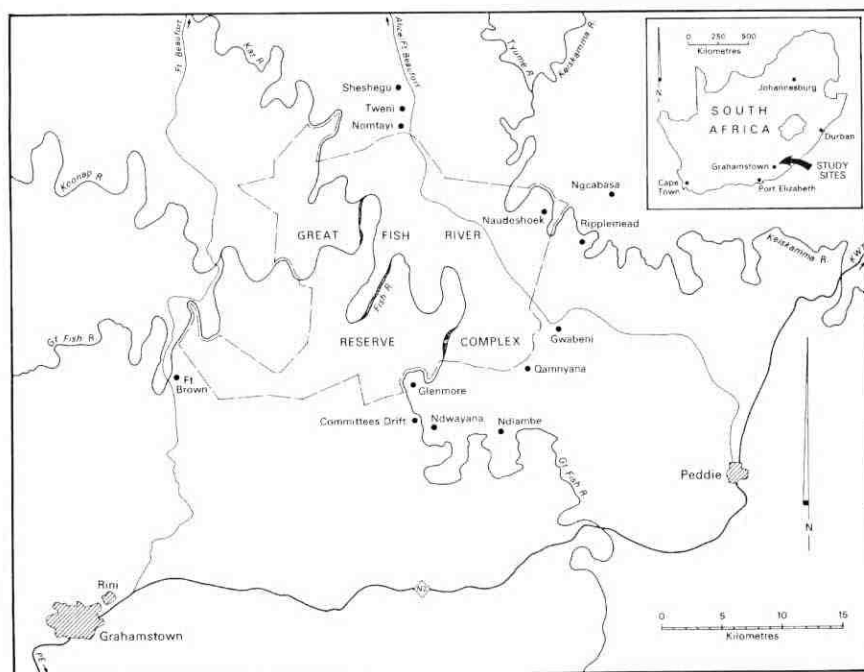 Ft. Beaufort
Kat R.
Alice Ft. Beaufort
Tyume R.
Keiskamma R.
Sheshegu
Tweni
Nomtayi
Koonap R.
Ngcabasa
Naudeshoek
Ripplemead
GREAT FISH RIVER
RESERVE COMPLEX
Fish R.
Keiskamma R.
KWT
Gt Fish R.
Ft
Brown
Gwabeni
Qamnyana
Glenmore
Committees Drift
Ndwayana
Ndiambe
Gt Fish R.
Peddie
N
Rini
Grahamstown
N2
PE
0 5 10 15
Kilometres
0 250 500
Kilometres
N
Johannesburg
SOUTH
AFRICA
Durban
Grahamstown
STUDY
SITES
Cape
Town
Port Elizabeth